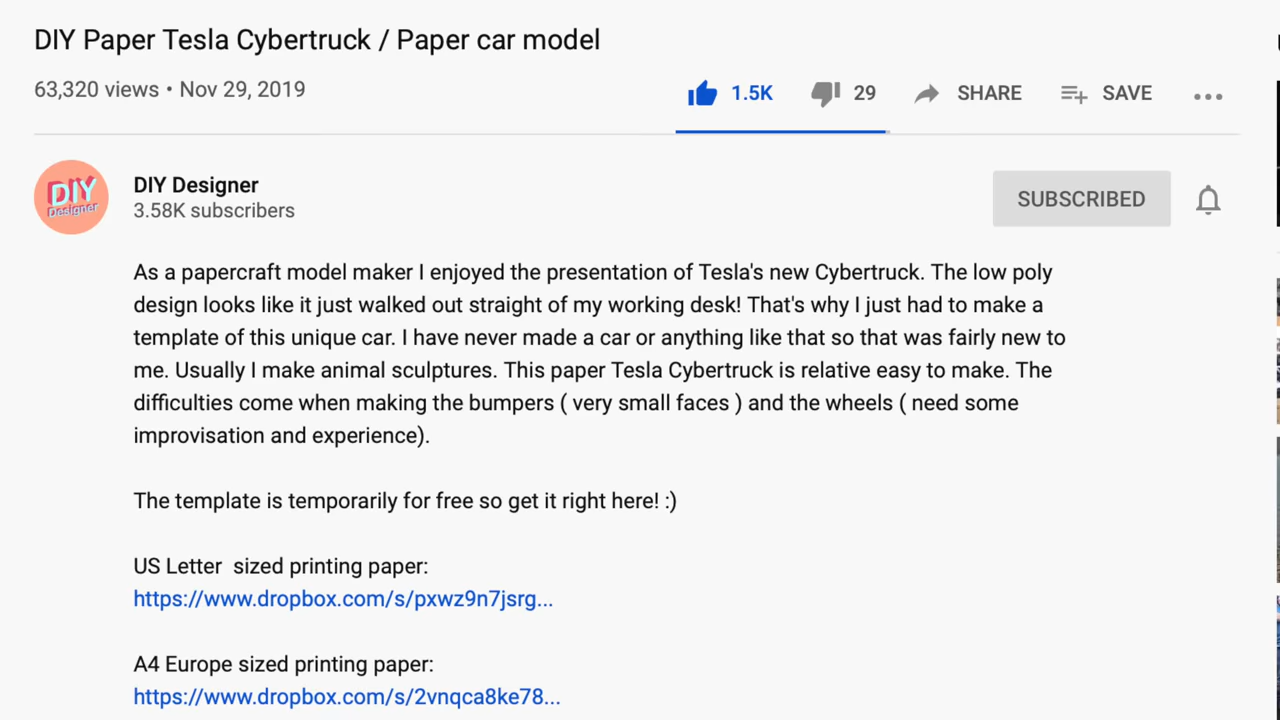 DIY Paper Tesla Cybertruck / Paper car model
63,320 views • Nov 29, 2019
1.5K 29 SHARE SAVE
DIY Designer
DIY Designer
3.58K subscribers
SUBSCRIBED
As a papercraft model maker I enjoyed the presentation of Tesla's new Cybertruck. The low poly
design looks like it just walked out straight of my working desk! That's why I just had to make a
template of this unique car. I have never made a car or anything like that so that was fairly new to
me. Usually I make animal sculptures. This paper Tesla Cybertruck is relative easy to make. The
difficulties come when making the bumpers ( very small faces ) and the wheels ( need some
improvisation and experience).
The template is temporarily for free so get it right here! :)
US Letter  sized printing paper:
https://www.dropbox.com/s/pxwz9n7jsrg...
A4 Europe sized printing paper:
https://www.dropbox.com/s/2vnqca8ke78...